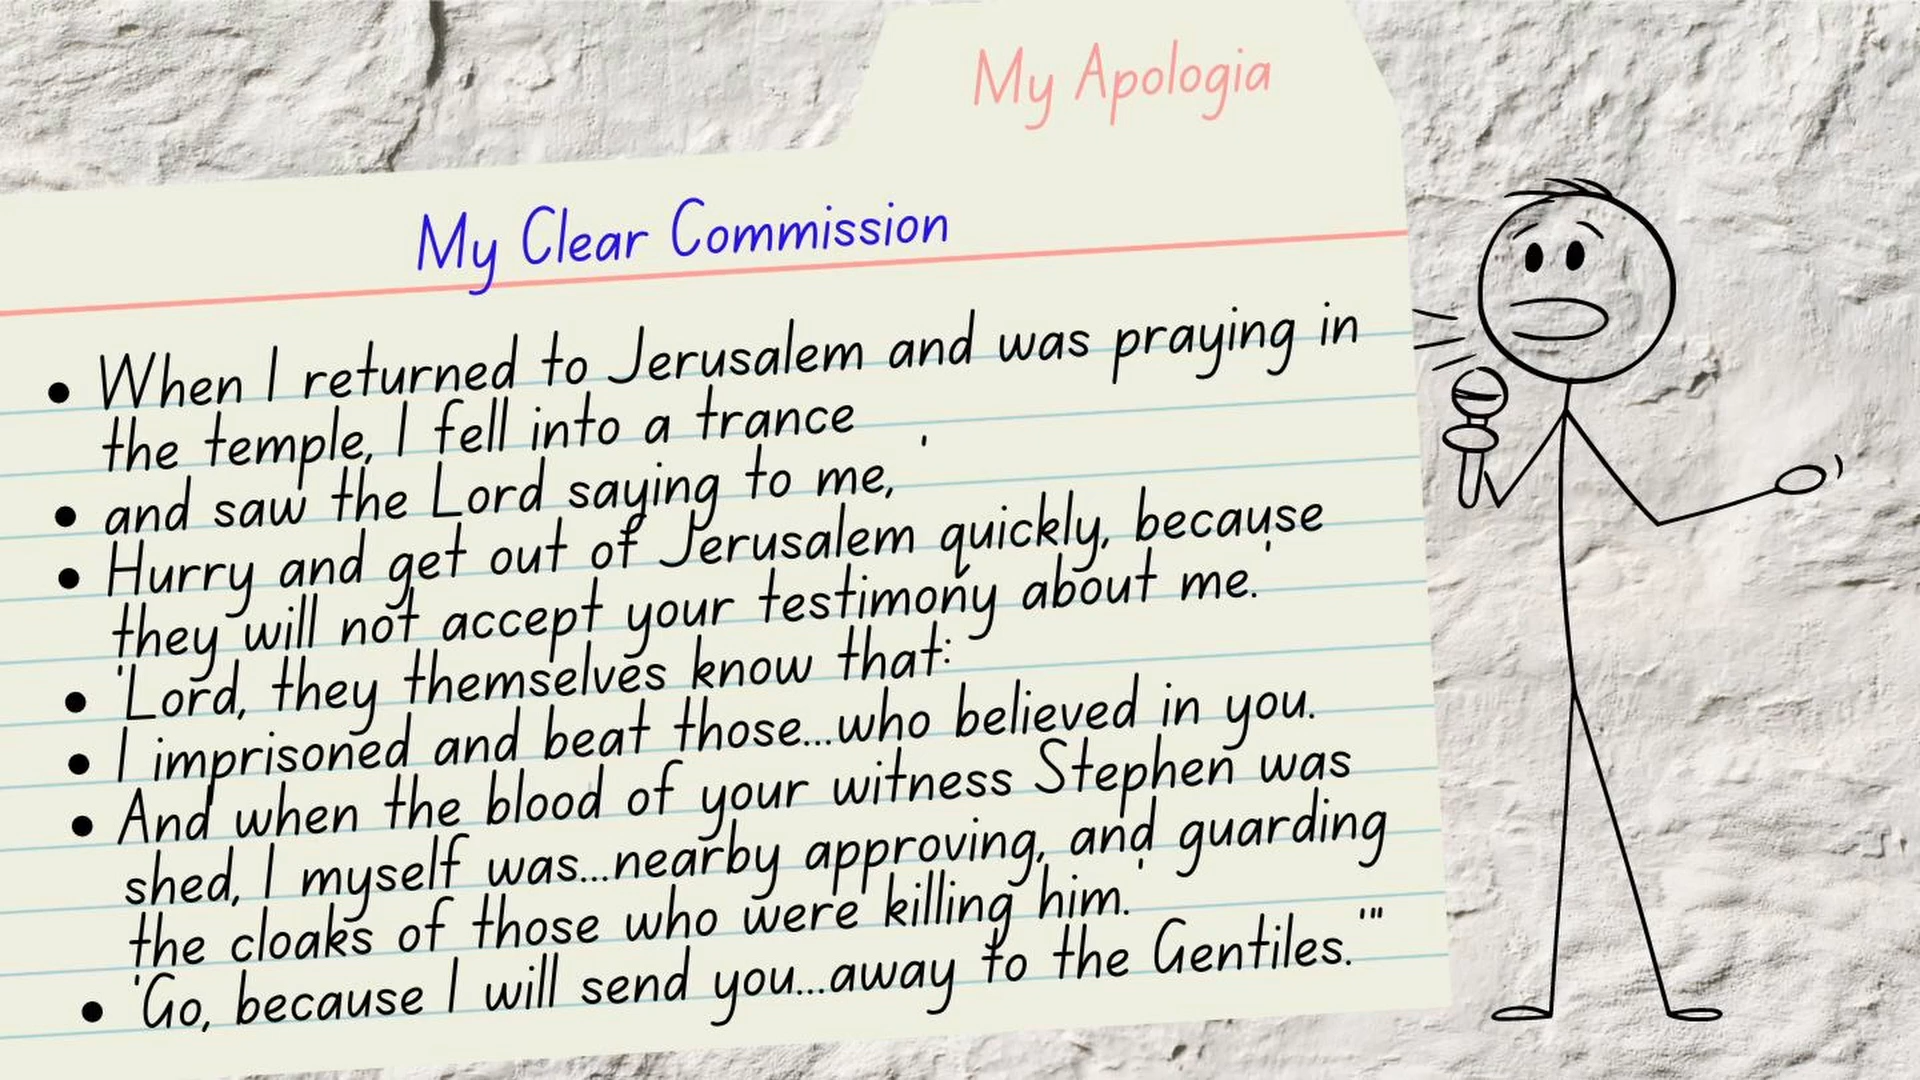 My Apologia
My Clear Commission
• When I returned to Jerusalem and was praying in
the temple, I fell into a trance
• and saw the Lord saying to me, '
• Hurry and get out of Jerusalem quickly, because
they will not accept your testimony about me.'
• 'Lord, they themselves know that:
• I imprisoned and beat those...who believed in you.
• And when the blood of your witness Stephen was
shed, I myself was...nearby approving, and guarding
the cloaks of those who were killing him.'
• 'Go, because I will send you...away to the Gentiles.'"